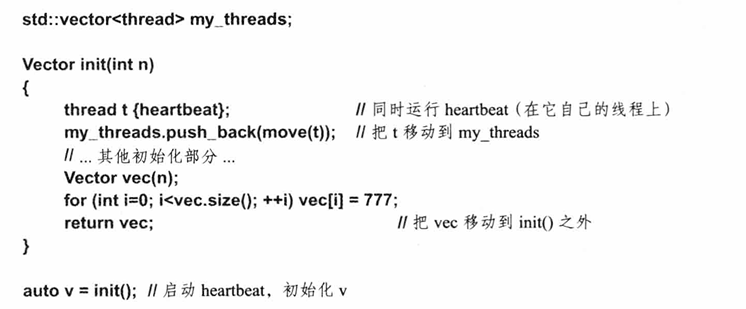 std::vector<thread> my_threads;
Vector init(int n)
{
thread t {heartbeat}; // 同时运行 heartbeat（在它自己的线程上）
my_threads.push_back(move(t)); // 把 t 移动到 my_threads
// ... 其他初始化部分 ...
Vector vec(n);
for (int i=0; i<vec.size(); ++i) vec[i] = 777;
return vec; // 把 vec 移动到 init() 之外
}
auto v = init(); // 启动 heartbeat，初始化 v